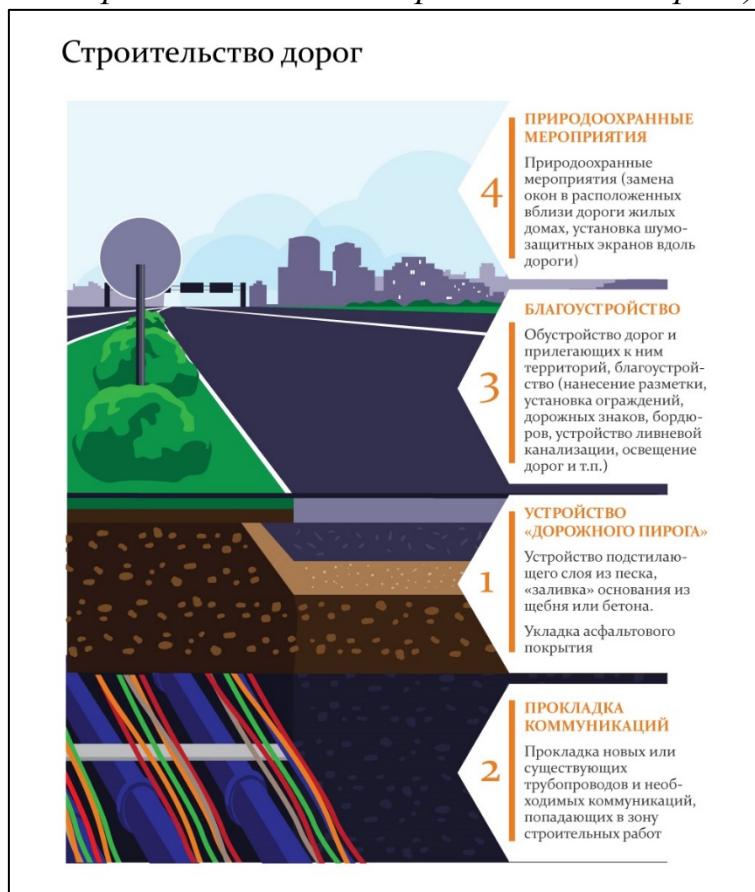 Строительство дорог
4
ПРИРОДООХРАННЫЕ
МЕРОПРИЯТИЯ
Природоохранные
мероприятия (замена
окон в расположенных
вблизи дороги жилых
домах, установка шумо-
защитных экранов вдоль
дороги)
3
БЛАГОУСТРОЙСТВО
Обустройство дорог и
прилегающих к ним
территорий, благоустрой-
ство (нанесение разметки,
установка ограждений,
дорожных знаков, бордю-
ров, устройство ливневой
канализации, освещение
дорог и т.п.)
1
УСТРОЙСТВО
«ДОРОЖНОГО ПИРОГА»
Устройство подстилаю-
щего слоя из песка,
«заливка» основания из
щебня или бетона.
Укладка асфальтового
покрытия
2
ПРОКЛАДКА
КОММУНИКАЦИЙ
Прокладка новых или
существующих
трубопроводов и необ-
ходимых коммуникаций,
попадающих в зону
строительных работ